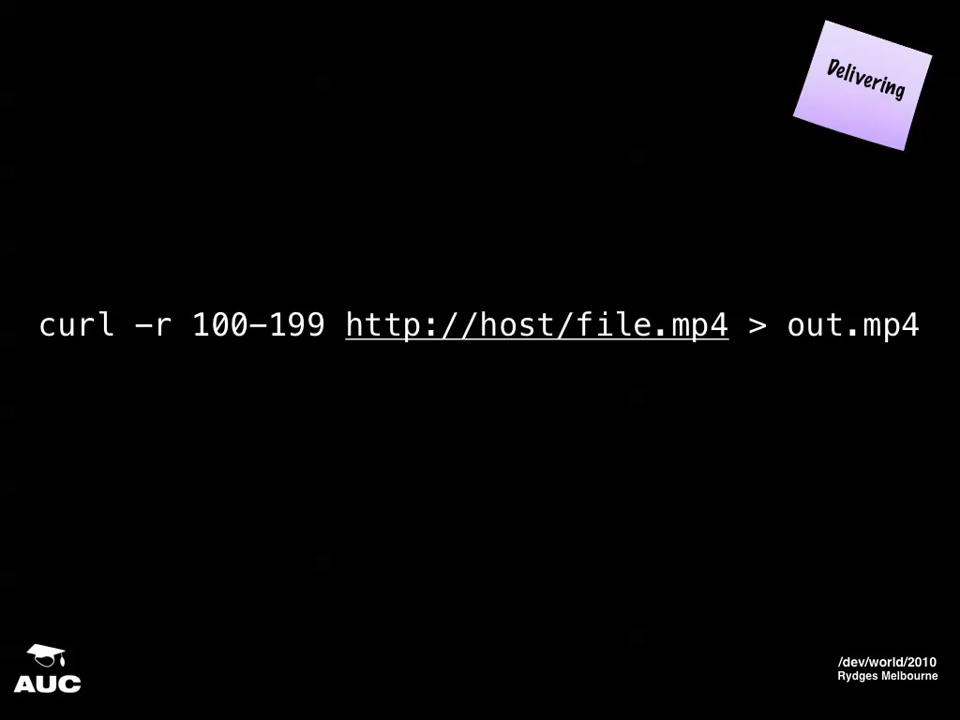 Delivering
curl -r 100-199 http://host/file.mp4 > out.mp4
AUC
/dev/world/2010
Rydges Melbourne